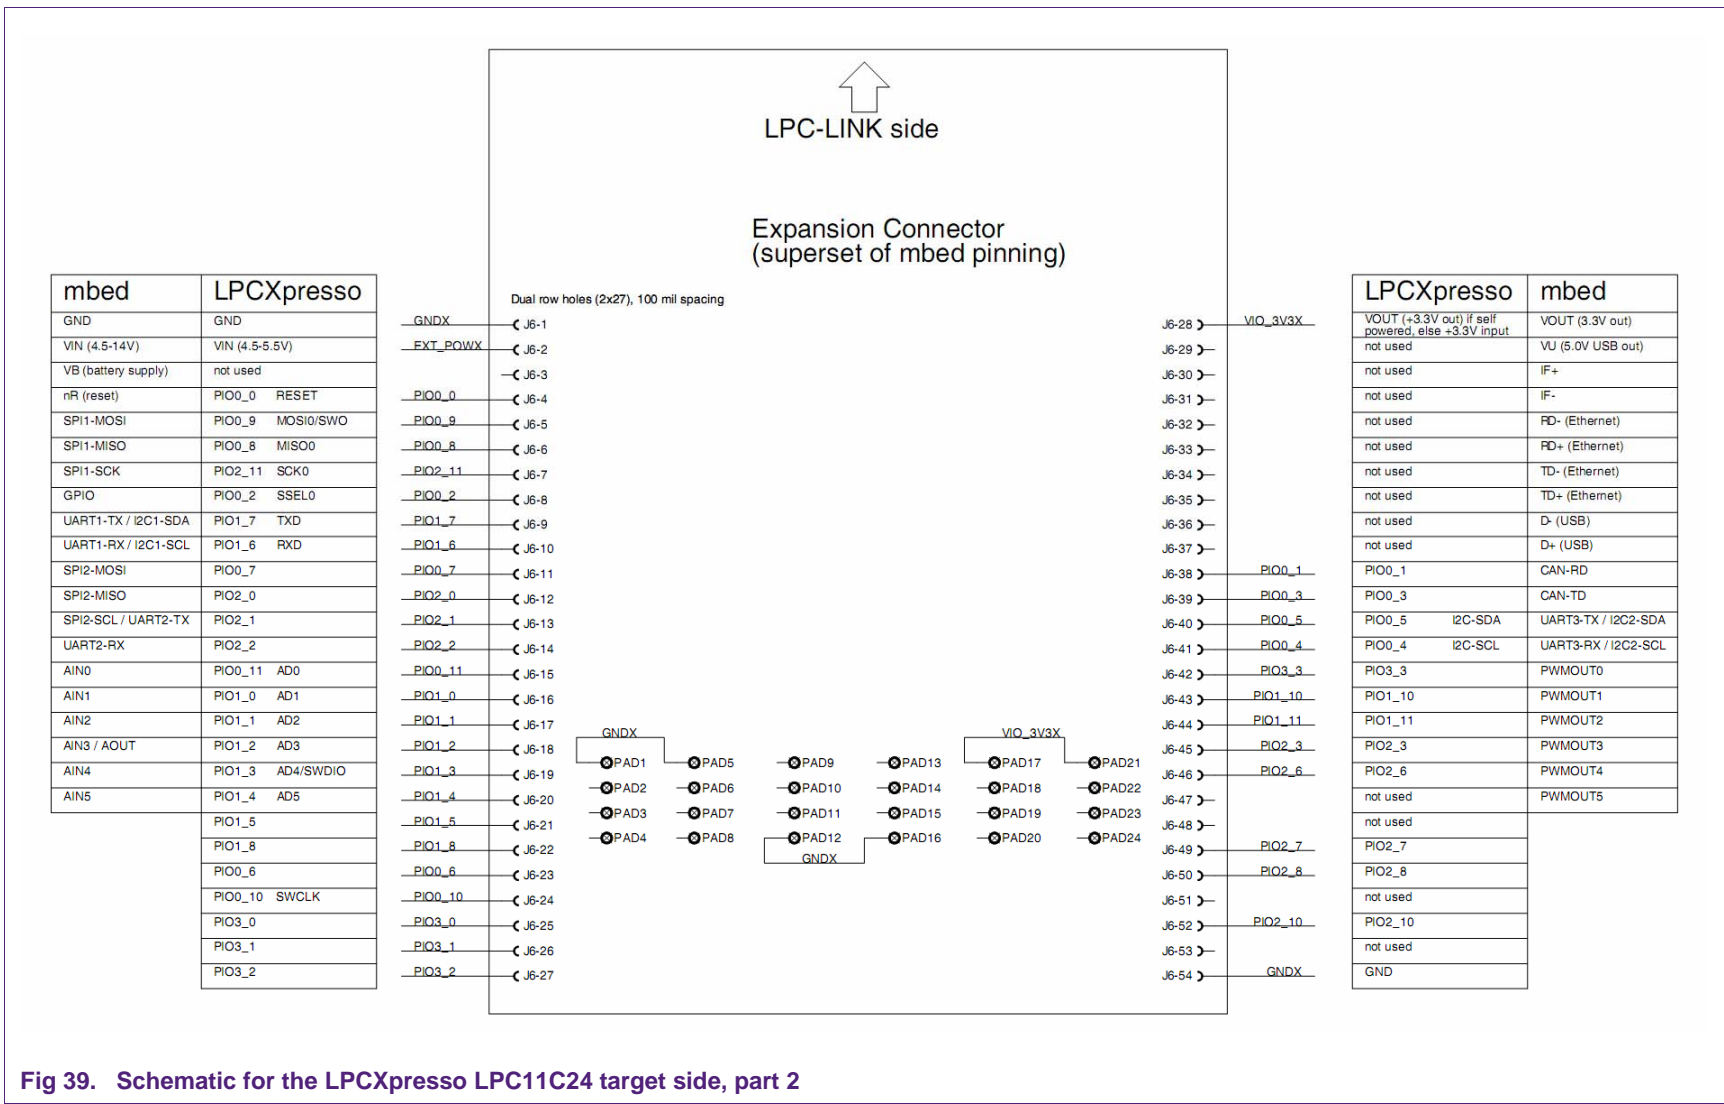 LPC-LINK side
Expansion Connector
(superset of mbed pinning)
Dual row holes (2x27), 100 mil spacing
mbed LPCXpresso
GND GND GNDX J6-1
VIN (4.5-14V) VIN (4.5-5.5V) EXT_POWX J6-2
VB (battery supply) not used J6-3
nR (reset) PIO0_0 RESET PIO0_0 J6-4
SPI1-MOSI PIO0_9 MOSI0/SWO PIO0_9 J6-5
SPI1-MISO PIO0_8 MISO0 PIO0_8 J6-6
SPI1-SCK PIO2_11 SCK0 PIO2_11 J6-7
GPIO PIO0_2 SSEL0 PIO0_2 J6-8
UART1-TX / I2C1-SDA PIO1_7 TXD PIO1_7 J6-9
UART1-RX / I2C1-SCL PIO1_6 RXD PIO1_6 J6-10
SPI2-MOSI PIO0_7 PIO0_7 J6-11
SPI2-MISO PIO2_0 PIO2_0 J6-12
SPI2-SCL / UART2-TX PIO2_1 PIO2_1 J6-13
UART2-RX PIO2_2 PIO2_2 J6-14
AIN0 PIO0_11 AD0 PIO0_11 J6-15
AIN1 PIO1_0 AD1 PIO1_0 J6-16
AIN2 PIO1_1 AD2 PIO1_1 J6-17
AIN3 / AOUT PIO1_2 AD3 PIO1_2 J6-18
AIN4 PIO1_3 AD4/SWDIO PIO1_3 J6-19
AIN5 PIO1_4 AD5 PIO1_4 J6-20
PIO1_5 PIO1_5 J6-21
PIO1_8 PIO1_8 J6-22
PIO0_6 PIO0_6 J6-23
PIO0_10 SWCLK PIO0_10 J6-24
PIO3_0 PIO3_0 J6-25
PIO3_1 PIO3_1 J6-26
PIO3_2 PIO3_2 J6-27
GNDX VIO_3V3X
PAD1 PAD5 PAD9 PAD13 PAD17 PAD21
PAD2 PAD6 PAD10 PAD14 PAD18 PAD22
PAD3 PAD7 PAD11 PAD15 PAD19 PAD23
PAD4 PAD8 PAD12 PAD16 PAD20 PAD24
GNDX
LPCXpresso mbed
J6-28 VIO_3V3X VOUT (+3.3V out) if self VOUT (3.3V out)
powered, else +3.3V input
J6-29 not used VU (5.0V USB out)
J6-30 not used IF+
J6-31 not used IF-
J6-32 not used RD- (Ethernet)
J6-33 not used RD+ (Ethernet)
J6-34 not used TD- (Ethernet)
J6-35 not used TD+ (Ethernet)
J6-36 not used D- (USB)
J6-37 not used D+ (USB)
J6-38 PIO0_1 PIO0_1 CAN-RD
J6-39 PIO0_3 PIO0_3 CAN-TD
J6-40 PIO0_5 PIO0_5 I2C-SDA UART3-TX / I2C2-SDA
J6-41 PIO0_4 PIO0_4 I2C-SCL UART3-RX / I2C2-SCL
J6-42 PIO3_3 PIO3_3 PWMOUT0
J6-43 PIO1_10 PIO1_10 PWMOUT1
J6-44 PIO1_11 PIO1_11 PWMOUT2
J6-45 PIO2_3 PIO2_3 PWMOUT3
J6-46 PIO2_6 PIO2_6 PWMOUT4
J6-47 not used PWMOUT5
J6-48 not used
J6-49 PIO2_7 PIO2_7
J6-50 PIO2_8 PIO2_8
J6-51 not used
J6-52 PIO2_10 PIO2_10
J6-53 not used
J6-54 GNDX GND
Fig 39. Schematic for the LPCXpresso LPC11C24 target side, part 2